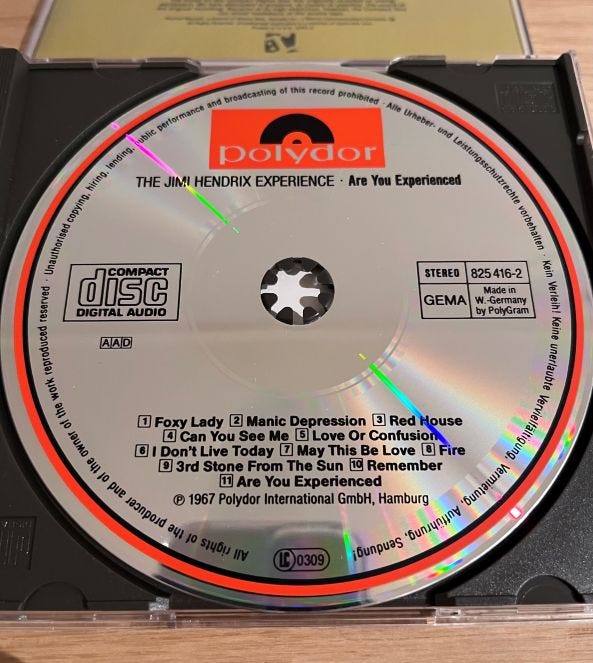 polydor
THE JIMI HENDRIX EXPERIENCE · Are You Experienced
COMPACT
disc
DIGITAL AUDIO
AAD
STEREO 825 416-2
GEMA Made in
W.-Germany
by PolyGram
1 Foxy Lady 2 Manic Depression 3 Red House
4 Can You See Me 5 Love Or Confusion
6 I Don't Live Today 7 May This Be Love 8 Fire
9 3rd Stone From The Sun 10 Remember
11 Are You Experienced
℗ 1967 Polydor International GmbH, Hamburg
LC 0309
All rights of the producer and of the owner of the work reproduced reserved · Unauthorised copying, hiring, lending, public performance and broadcasting of this record prohibited · Alle Urheber- und Leistungsschutzrechte vorbehalten · Kein Verleih! Keine unerlaubte Vervielfältigung, Vermietung, Aufführung, Sendung!